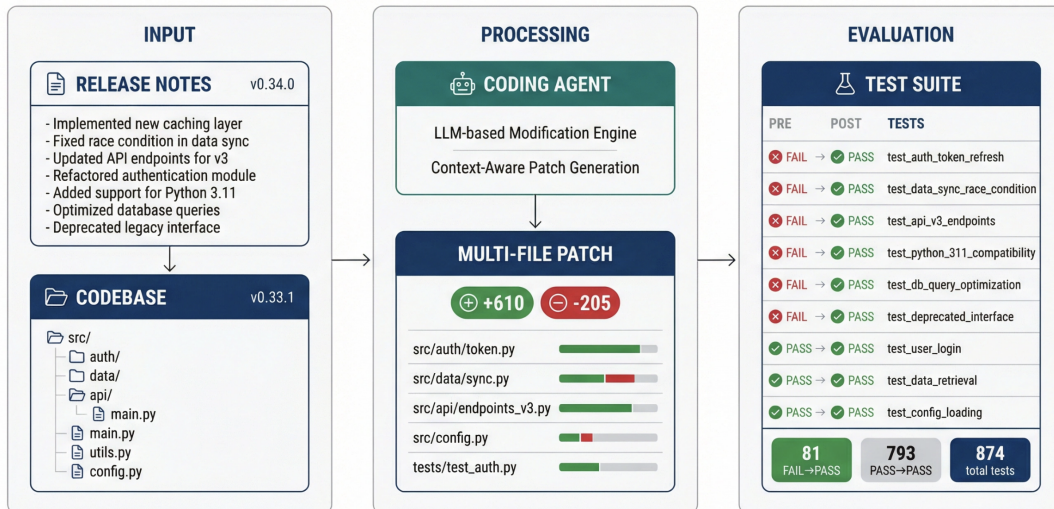 INPUT
RELEASE NOTES v0.34.0
- Implemented new caching layer
- Fixed race condition in data sync
- Updated API endpoints for v3
- Refactored authentication module
- Added support for Python 3.11
- Optimized database queries
- Deprecated legacy interface
CODEBASE v0.33.1
src/
auth/
data/
api/
main.py
main.py
utils.py
config.py
PROCESSING
CODING AGENT
LLM-based Modification Engine
Context-Aware Patch Generation
MULTI-FILE PATCH
+610 -205
src/auth/token.py
src/data/sync.py
src/api/endpoints_v3.py
src/config.py
tests/test_auth.py
EVALUATION
TEST SUITE
PRE POST TESTS
FAIL → PASS test_auth_token_refresh
FAIL → PASS test_data_sync_race_condition
FAIL → PASS test_api_v3_endpoints
FAIL → PASS test_python_311_compatibility
FAIL → PASS test_db_query_optimization
FAIL → PASS test_deprecated_interface
PASS → PASS test_user_login
PASS → PASS test_data_retrieval
PASS → PASS test_config_loading
81 793 874
FAIL→PASS PASS→PASS total tests